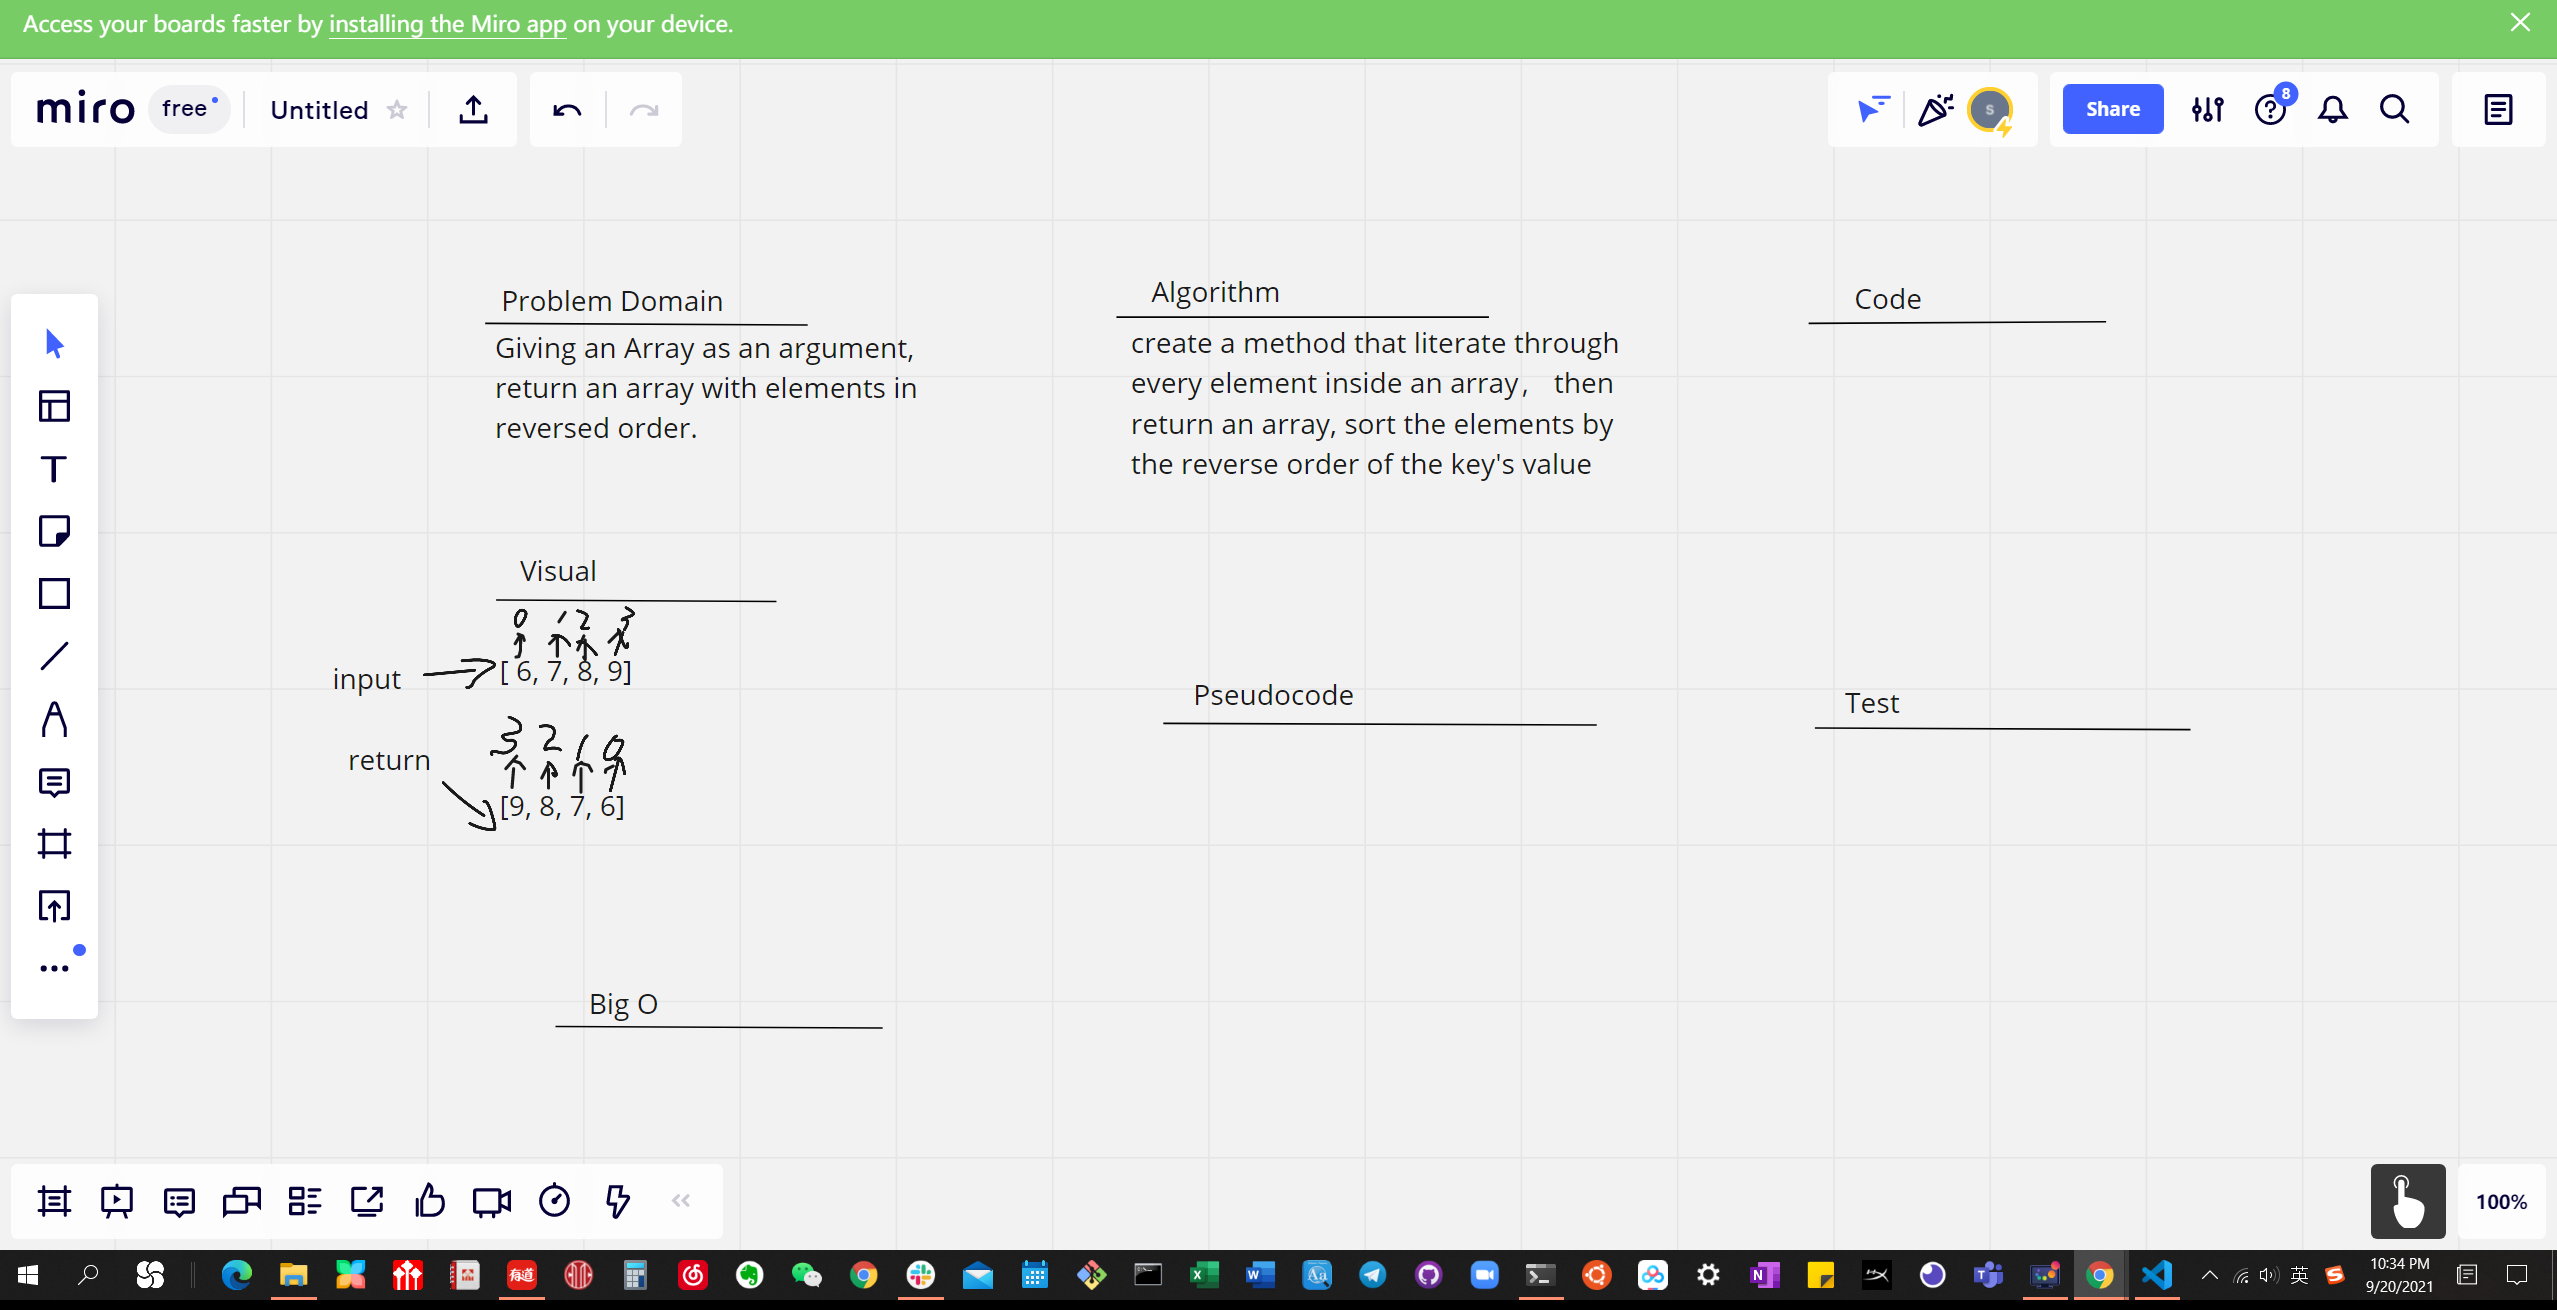 Access your boards faster by installing the Miro app on your device.
miro free Untitled
S Share 8
Problem Domain
Giving an Array as an argument,
return an array with elements in
reversed order.
Algorithm
create a method that literate through
every element inside an array， then
return an array, sort the elements by
the reverse order of the key's value
Code
Visual
0 1 2 3
input [ 6, 7, 8, 9]
3 2 1 0
return
[9, 8, 7, 6]
Pseudocode
Test
Big O
100%
有道
英
10:34 PM
9/20/2021